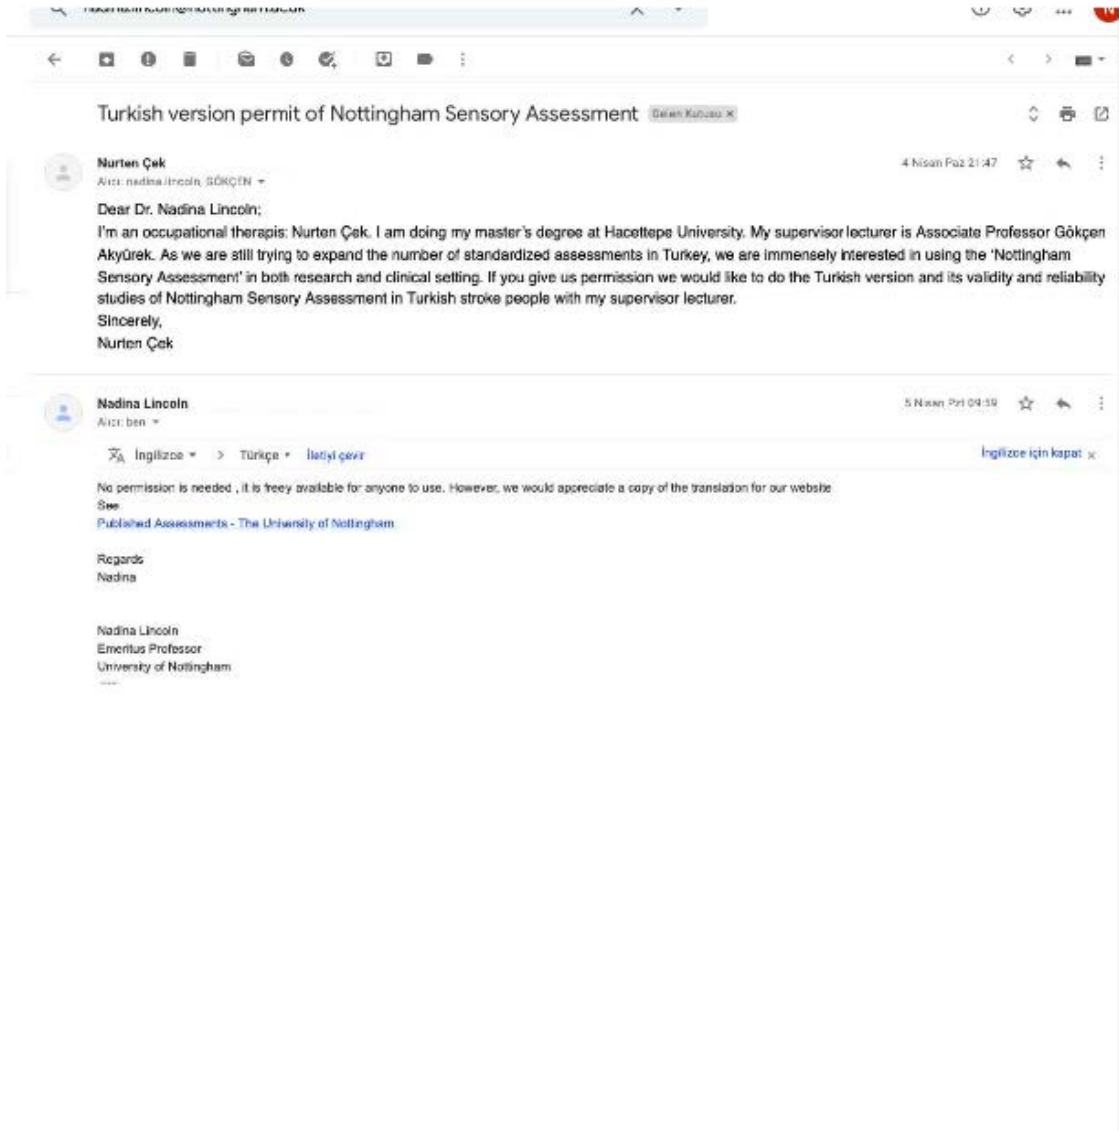 Turkish version permit of Nottingham Sensory Assessment Gelen Kutusu ×
Nurten Çek
4 Nisan Paz 21:47
Alıcı: nadina.lincoln, GÖKÇEN
Dear Dr. Nadina Lincoln;
I'm an occupational therapis: Nurten Çek. I am doing my master's degree at Hacettepe University. My supervisor lecturer is Associate Professor Gökçen
Akyürek. As we are still trying to expand the number of standardized assessments in Turkey, we are immensely interested in using the 'Nottingham
Sensory Assessment' in both research and clinical setting. If you give us permission we would like to do the Turkish version and its validity and reliability
studies of Nottingham Sensory Assessment in Turkish stroke people with my supervisor lecturer.
Sincerely,
Nurten Çek
Nadina Lincoln
5 Nisan Pzt 09:59
Alıcı: ben
İngilizce > Türkçe İletiyi çevir
İngilizce için kapat ×
No permission is needed , it is freey available for anyone to use. However, we would appreciate a copy of the translation for our website
See
Published Assessments - The University of Nottingham
Regards
Nadina
Nadina Lincoln
Emeritus Professor
University of Nottingham